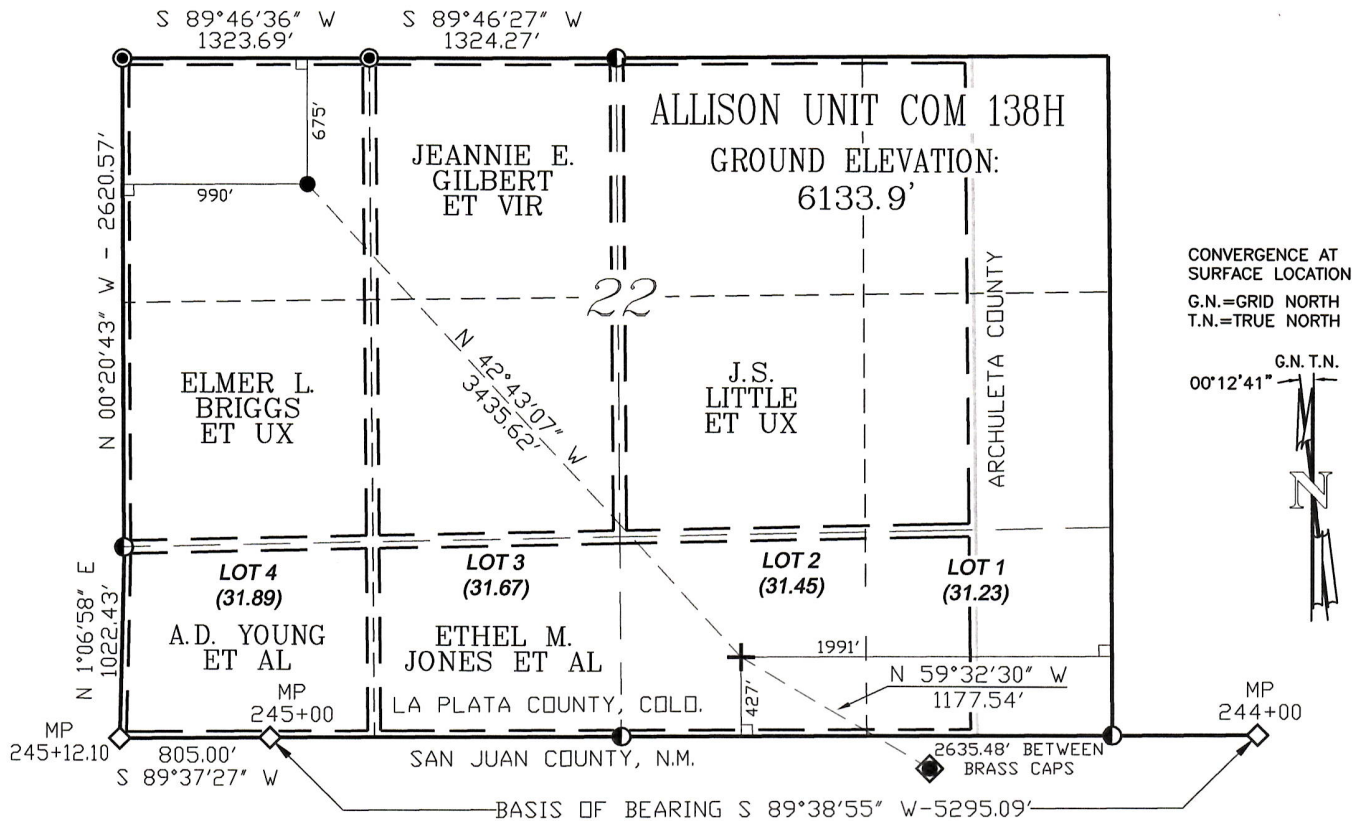 S 89°46'36" W
1323.69'
S 89°46'27" W
1324.27'
N 00°20'43" W - 2620.57'
675'
990'
JEANNIE E.
GILBERT
ET VIR
ALLISON UNIT COM 138H
GROUND ELEVATION:
6133.9'
22
ARCHULETA COUNTY
CONVERGENCE AT
SURFACE LOCATION
G.N.=GRID NORTH
T.N.=TRUE NORTH
G.N. T.N.
00°12'41"
N
N 42°43'07" W
3435.62'
ELMER L.
BRIGGS
ET UX
J.S.
LITTLE
ET UX
N 1°06'58" E
1022.43'
LOT 4
(31.89)
LOT 3
(31.67)
LOT 2
(31.45)
LOT 1
(31.23)
A.D. YOUNG
ET AL
ETHEL M.
JONES ET AL
1991'
427'
N 59°32'30" W
1177.54'
MP
245+00
LA PLATA COUNTY, COLO.
MP
244+00
MP
245+12.10
805.00'
S 89°37'27" W
SAN JUAN COUNTY, N.M.
2635.48' BETWEEN
BRASS CAPS
BASIS OF BEARING S 89°38'55" W-5295.09'